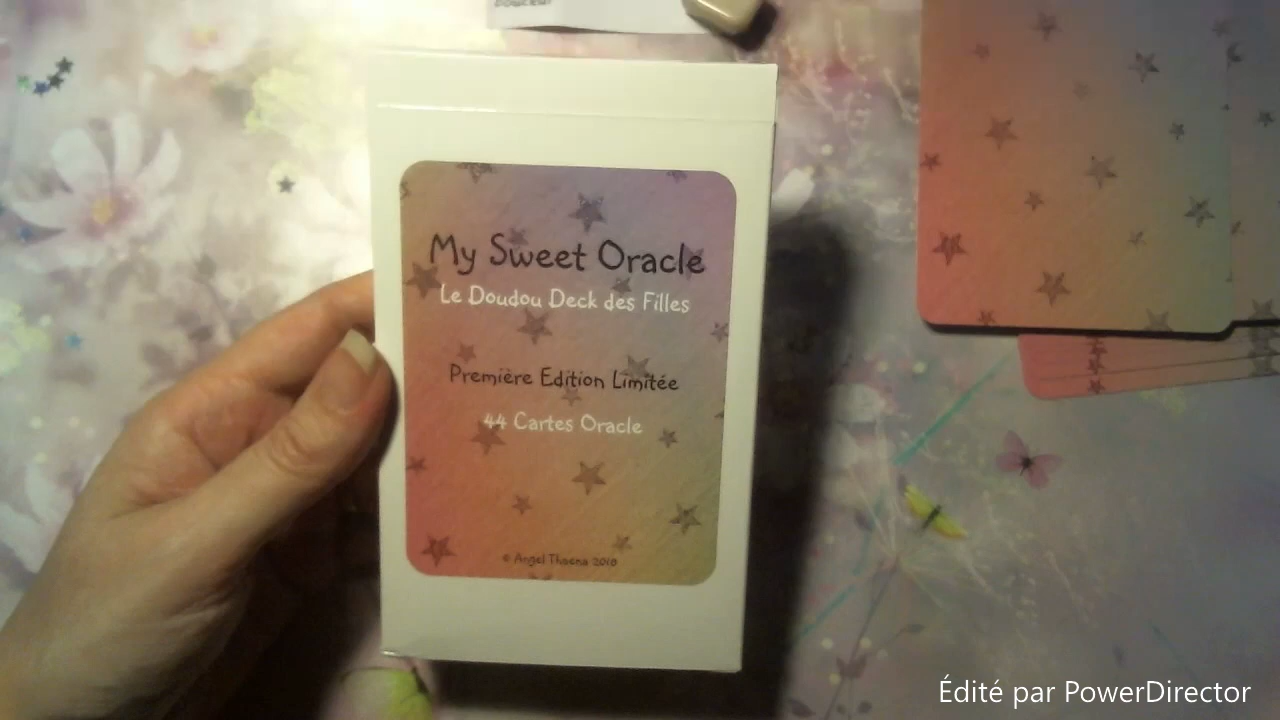 douceur
My Sweet Oracle
Le Doudou Deck des Filles
Première Edition Limitée
44 Cartes Oracle
© Angel Thaena 2010
Édité par PowerDirector